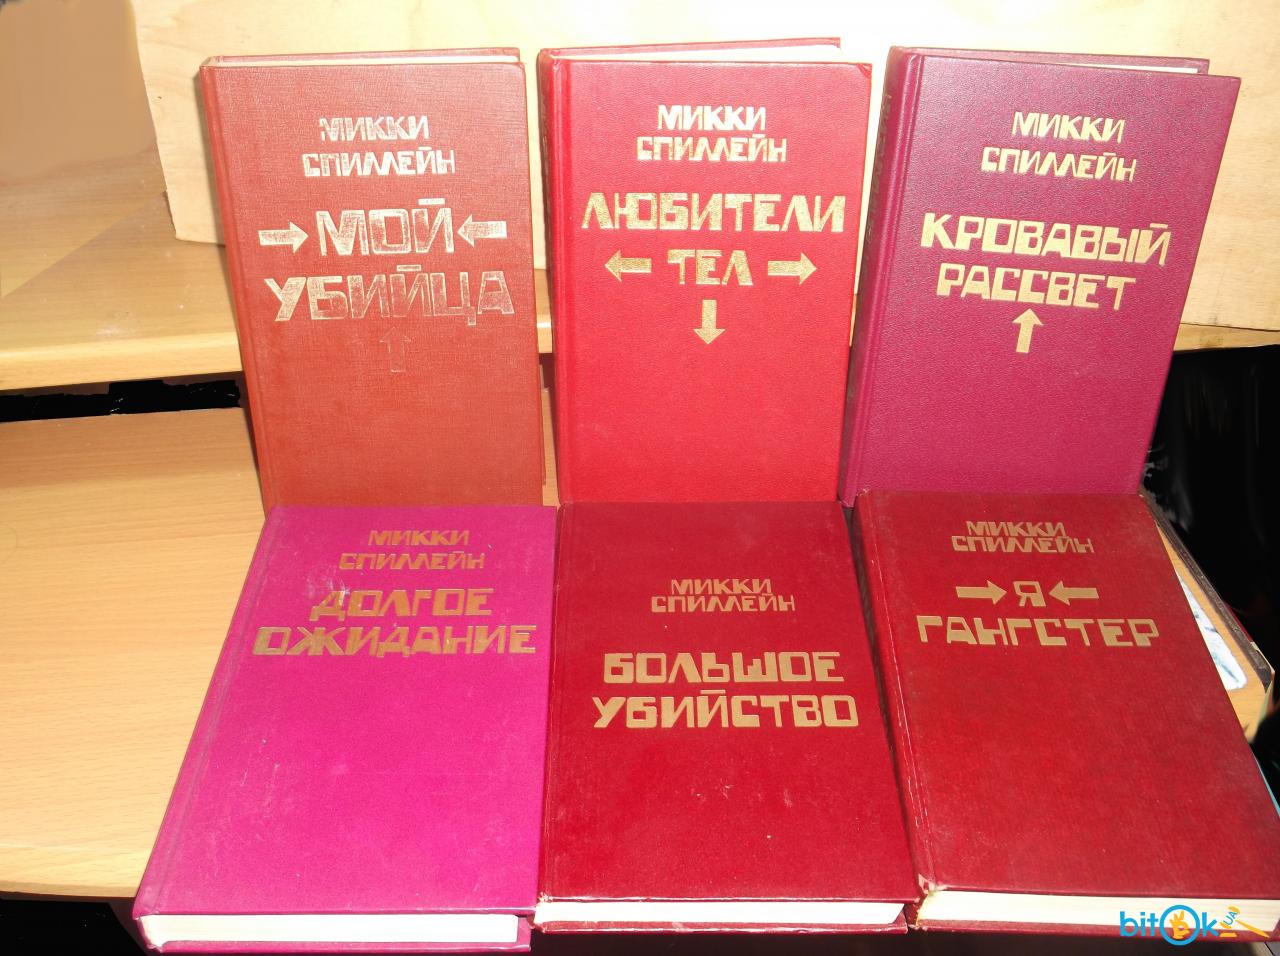 МИККИ
СПИЛЛЕЙН
МОЙ
УБИЙЦА
МИККИ
СПИЛЛЕЙН
ЛЮБИТЕЛИ
ТЕЛ
МИККИ
СПИЛЛЕЙН
КРОВАВЫЙ
РАССВЕТ
МИККИ
СПИЛЛЕЙН
ДОЛГОЕ
ОЖИДАНИЕ
МИККИ
СПИЛЛЕЙН
БОЛЬШОЕ
УБИЙСТВО
МИККИ
СПИЛЛЕЙН
Я
ГАНГСТЕР
bitOk.UA